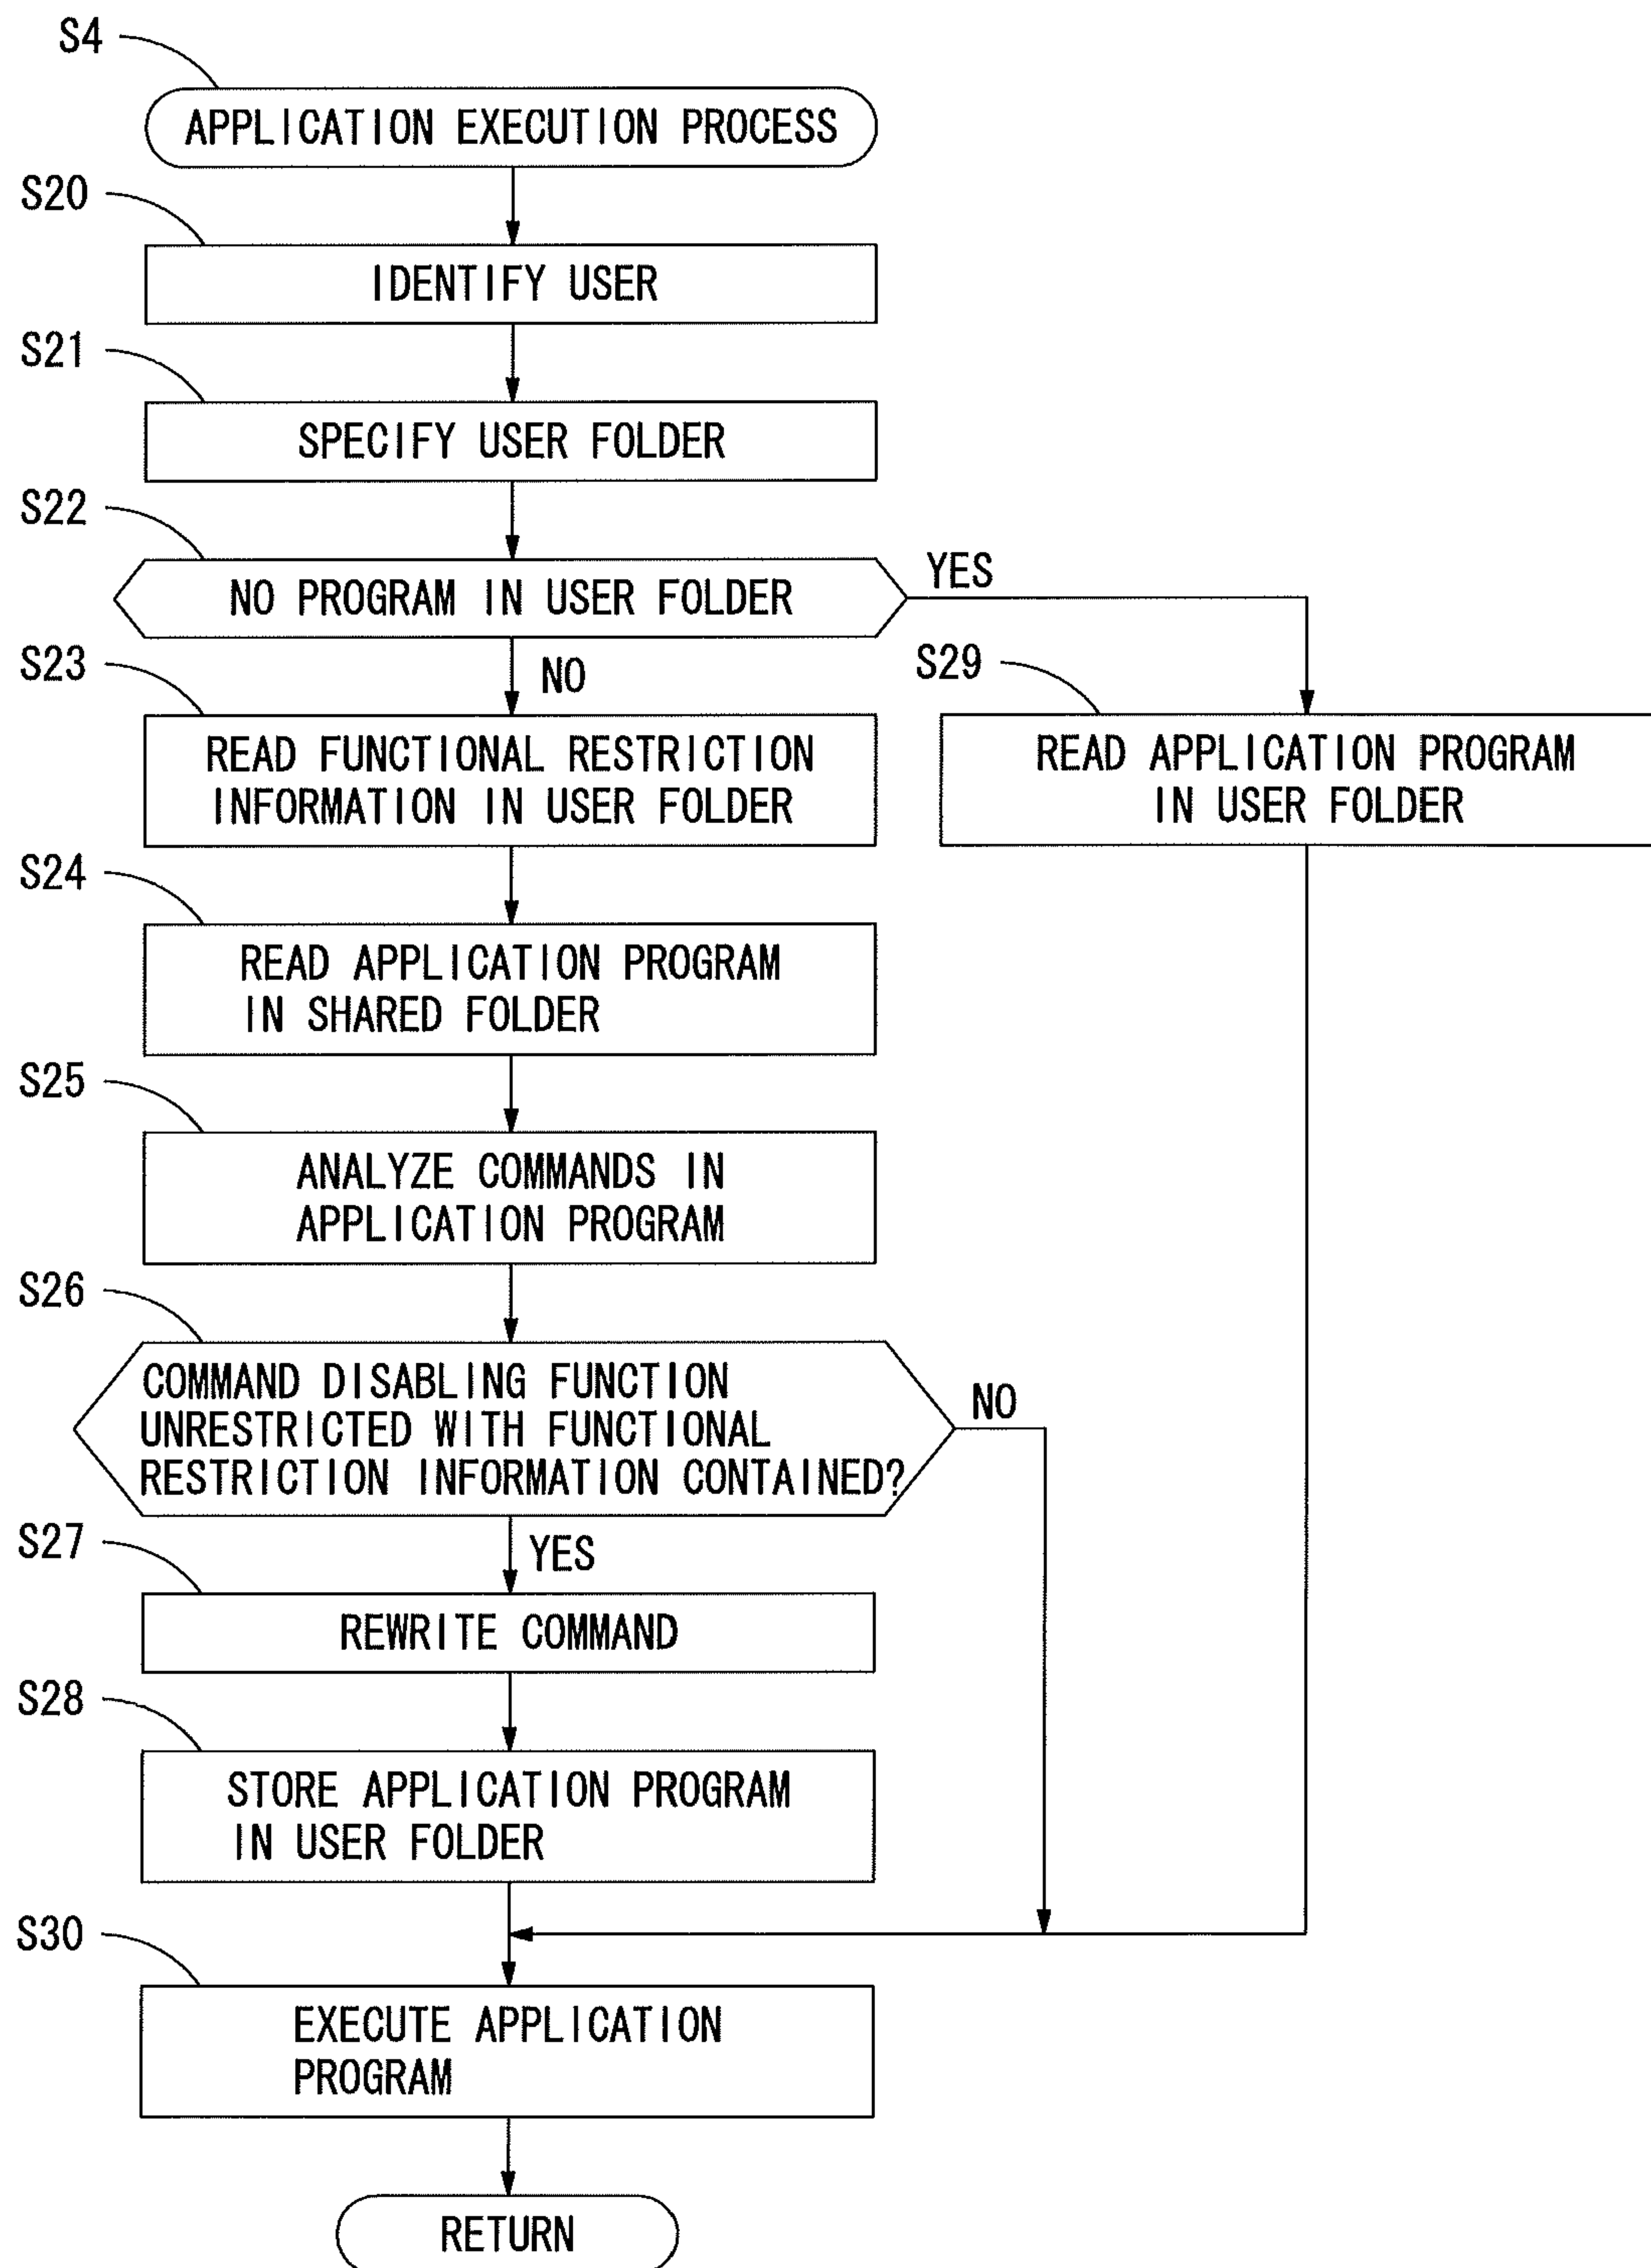 S4
APPLICATION EXECUTION PROCESS
S20
IDENTIFY USER
S21
SPECIFY USER FOLDER
S22
NO PROGRAM IN USER FOLDER
YES
S23
NO
S29
READ FUNCTIONAL RESTRICTION
INFORMATION IN USER FOLDER
READ APPLICATION PROGRAM
IN USER FOLDER
S24
READ APPLICATION PROGRAM
IN SHARED FOLDER
S25
ANALYZE COMMANDS IN
APPLICATION PROGRAM
S26
COMMAND DISABLING FUNCTION
UNRESTRICTED WITH FUNCTIONAL
RESTRICTION INFORMATION CONTAINED?
NO
S27
YES
REWRITE COMMAND
S28
STORE APPLICATION PROGRAM
IN USER FOLDER
S30
EXECUTE APPLICATION
PROGRAM
RETURN